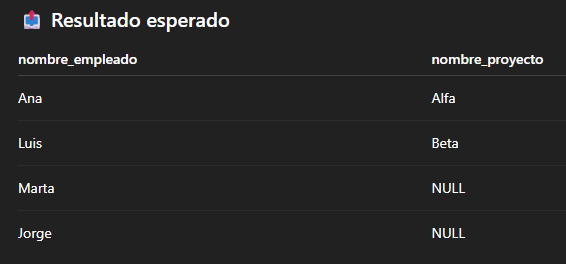 Resultado esperado
nombre_empleado nombre_proyecto
Ana Alfa
Luis Beta
Marta NULL
Jorge NULL